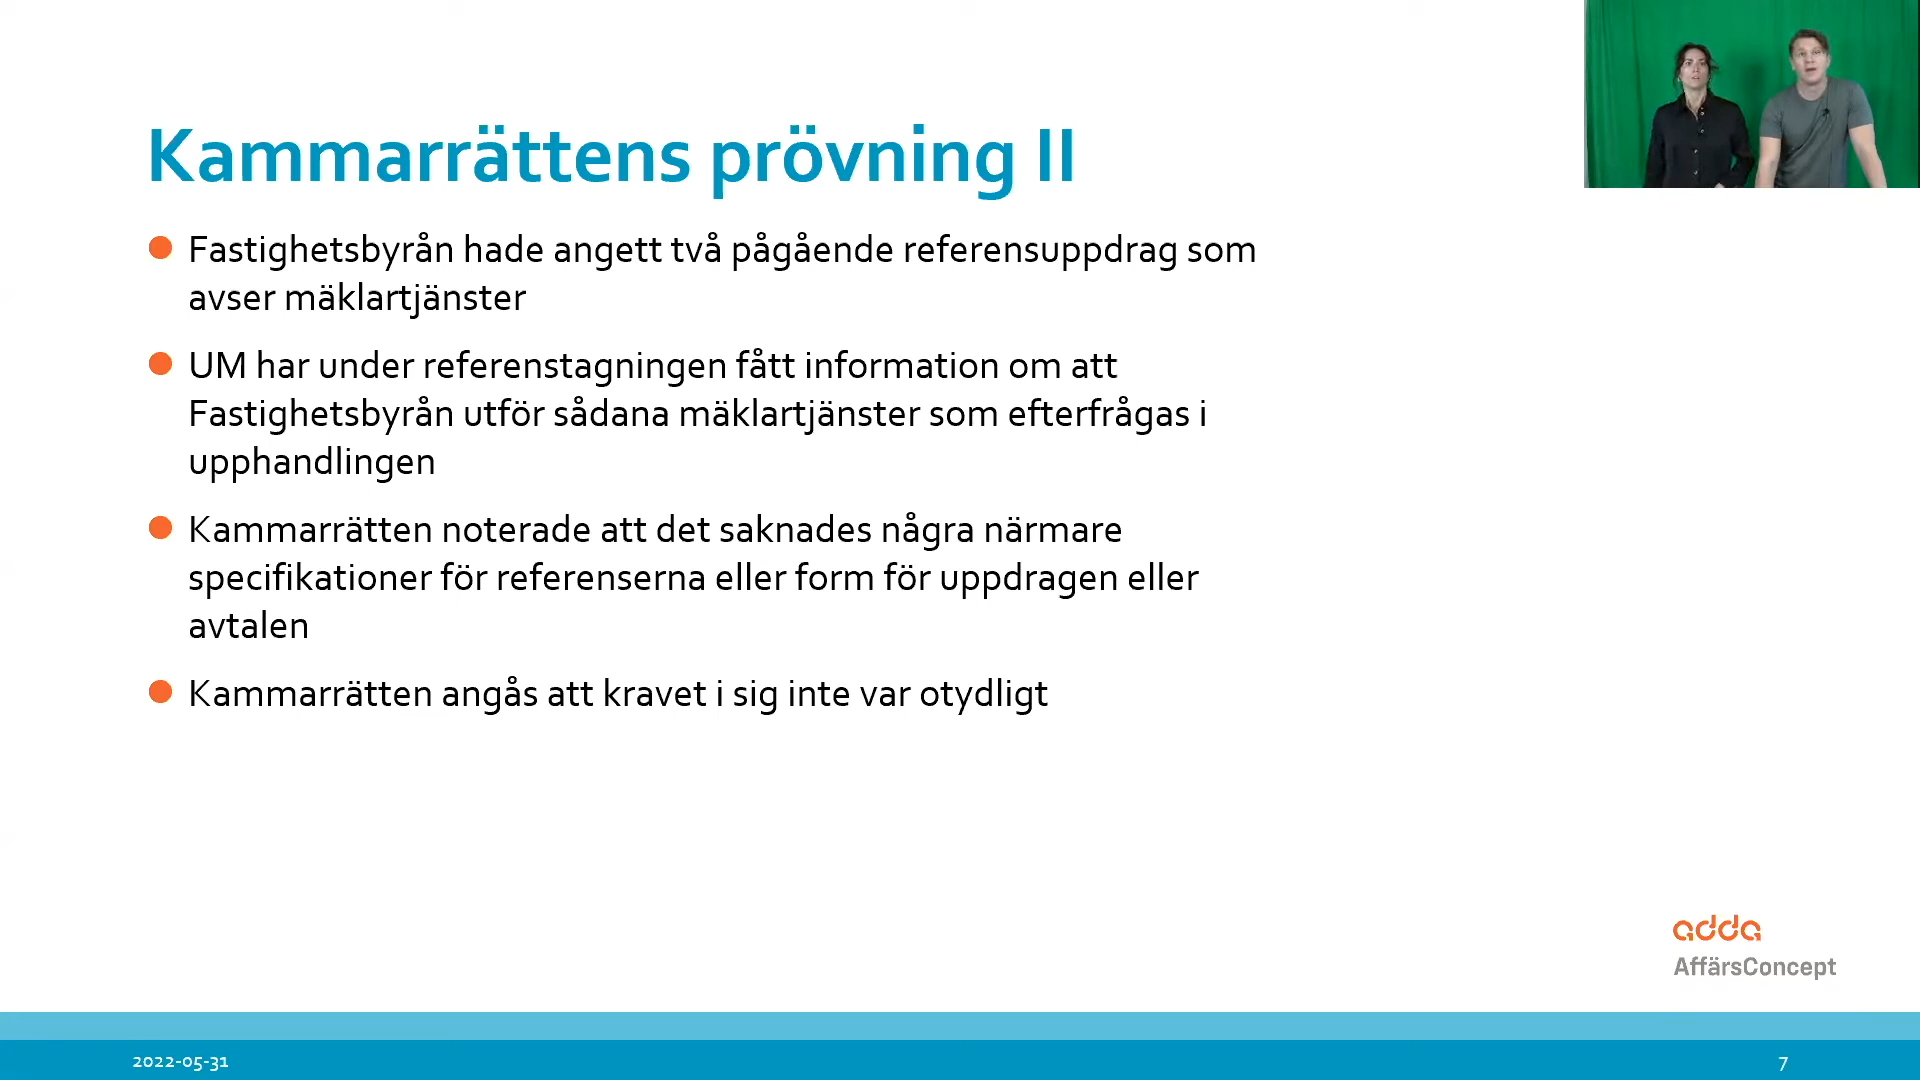 Kammarrättens prövning II
Fastighetsbyrån hade angett två pågående referensuppdrag som
avser mäklartjänster
UM har under referenstagningen fått information om att
Fastighetsbyrån utför sådana mäklartjänster som efterfrågas i
upphandlingen
Kammarrätten noterade att det saknades några närmare
specifikationer för referenserna eller form för uppdragen eller
avtalen
Kammarrätten angås att kravet i sig inte var otydligt
adda
AffärsConcept
2022-05-31
7